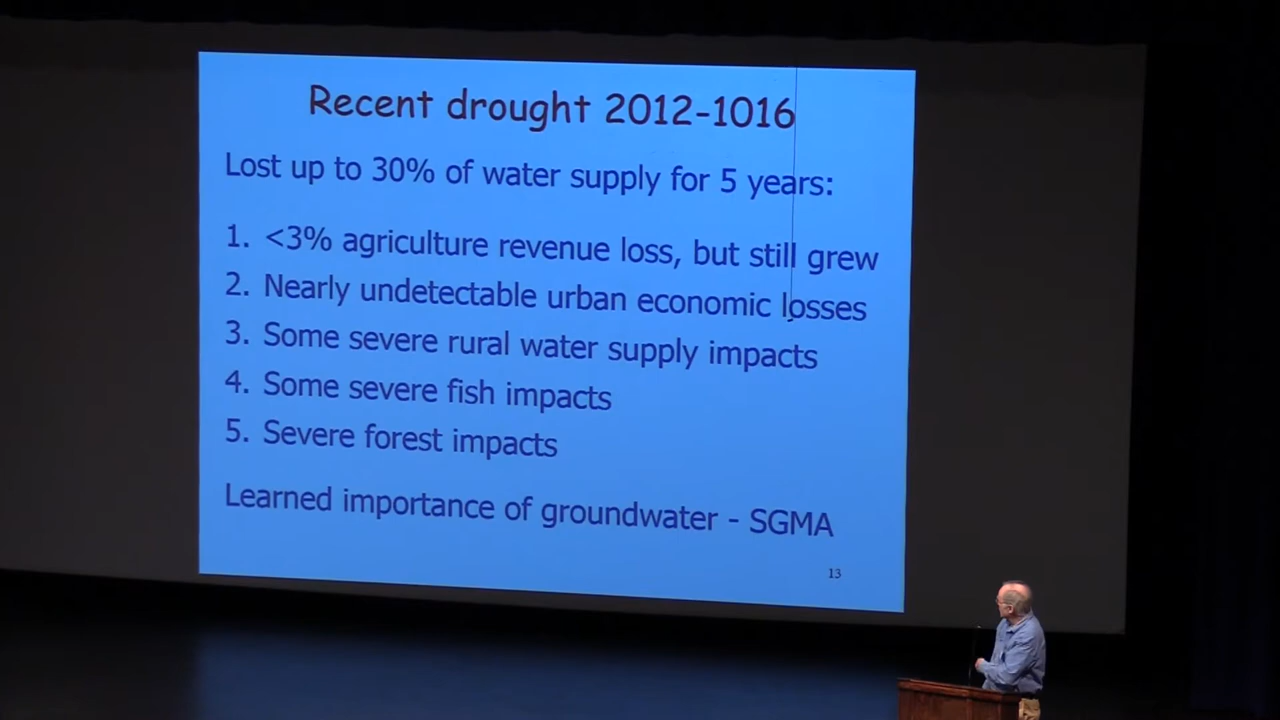 Recent drought 2012-1016
Lost up to 30% of water supply for 5 years:
1. <3% agriculture revenue loss, but still grew
2. Nearly undetectable urban economic losses
3. Some severe rural water supply impacts
4. Some severe fish impacts
5. Severe forest impacts
Learned importance of groundwater - SGMA
13